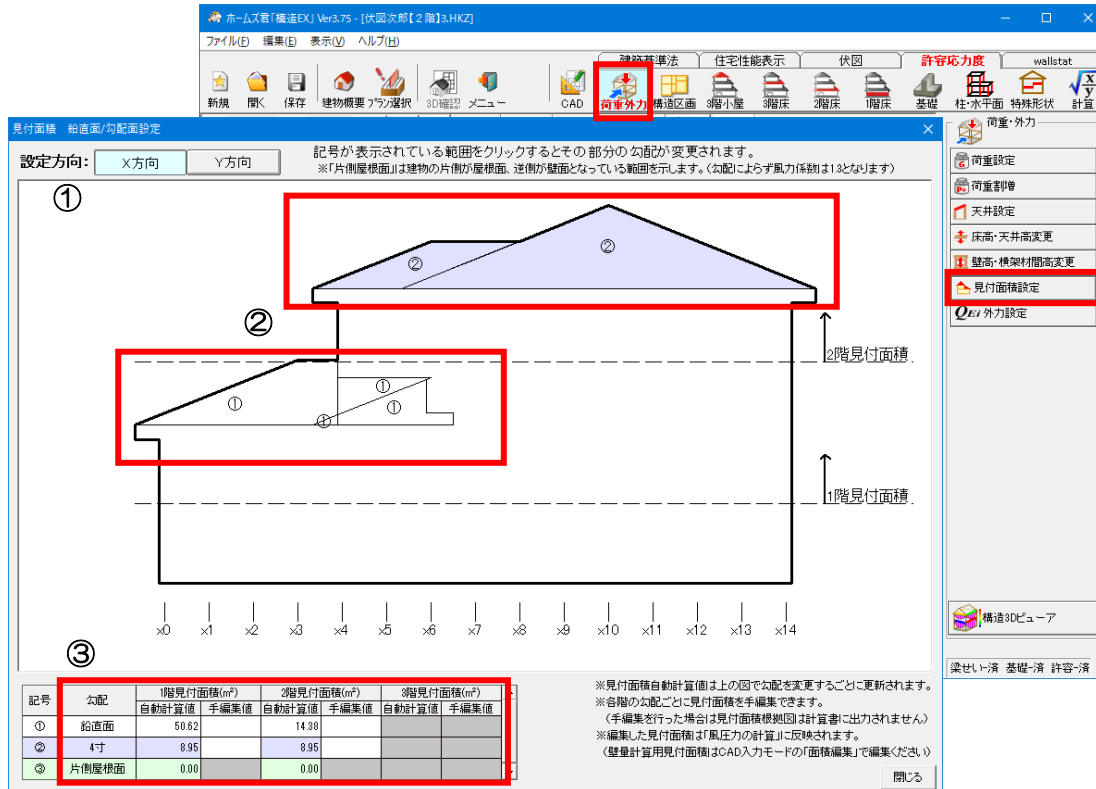 ホームズ君「構造EX」 Ver3.75 - [伏図次郎【２階】3.HKZ]
ファイル(F) 編集(E) 表示(V) ヘルプ(H)
建築基準法 住宅性能表示 伏図 許容応力度 wallstat
新規 開く 保存 建物概要 プラン選択 3D確認 メニュー CAD 荷重外力 構造区画 3階小屋 3階床 2階床 1階床 基礎 柱・水平面 特殊形状 計算
見付面積 鉛直面/勾配面設定
設定方向: X方向 Y方向
記号が表示されている範囲をクリックするとその部分の勾配が変更されます。
※「片側屋根面」は建物の片側が屋根面、逆側が壁面となっている範囲を示します。(勾配によらず風力係数は1.3となります)
①
② ②
②
2階見付面積
① ① ① ①
1階見付面積
x0 x1 x2 x3 x4 x5 x6 x7 x8 x9 x10 x11 x12 x13 x14
③
記号 勾配 1階見付面積(m²) 2階見付面積(m²) 3階見付面積(m²)
自動計算値 手編集値 自動計算値 手編集値 自動計算値 手編集値
① 鉛直面 50.62 14.38
② 4寸 8.95 8.95
③ 片側屋根面 0.00 0.00
※見付面積自動計算値は上の図で勾配を変更するごとに更新されます。
※各階の勾配ごとに見付面積を手編集できます。
(手編集を行った場合は見付面積根拠図は計算書に出力されません)
※編集した見付面積は「風圧力の計算」に反映されます。
(壁量計算用見付面積はCAD入力モードの「面積編集」で編集ください)
閉じる
荷重・外力
荷重設定
荷重割増
天井設定
床高・天井高変更
壁高・横架材間高変更
見付面積設定
QEi 外力設定
構造3Dビューア
梁せい-済 基礎-済 許容-済